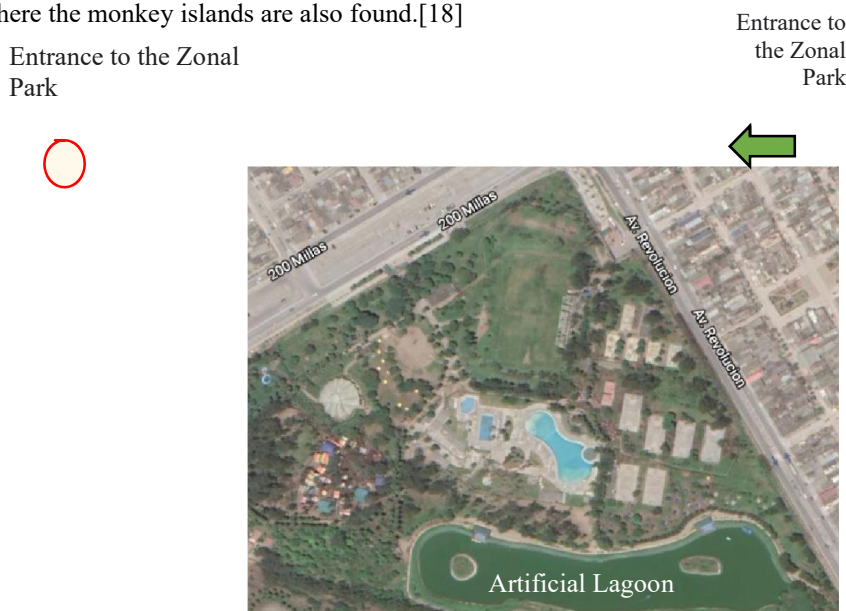 here the monkey islands are also found.[18]
Entrance to the Zonal
Park
Entrance to
the Zonal
Park
200 Millas
200 Millas
Av. Revolucion
Av. Revolucion
Artificial Lagoon